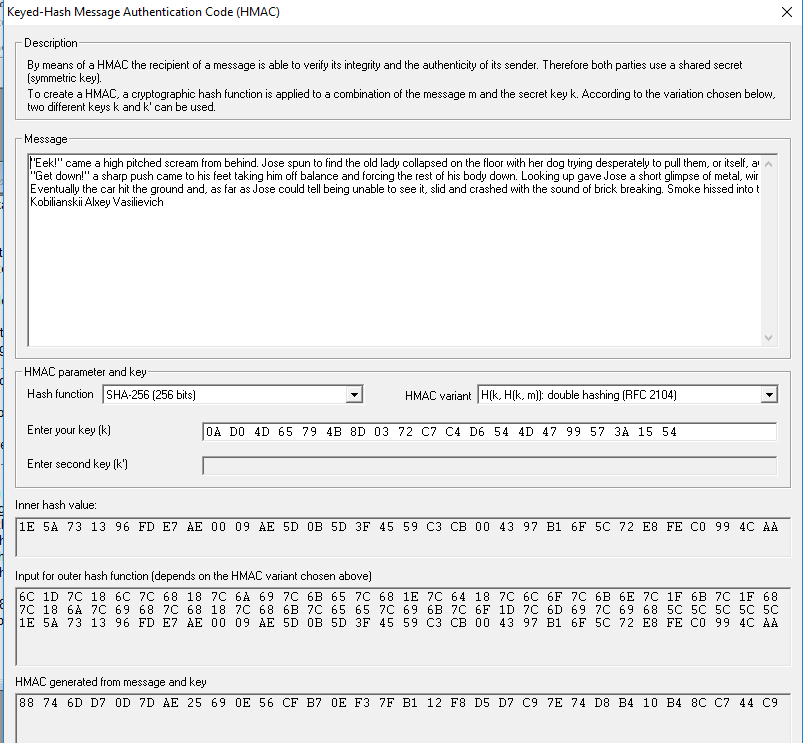 Keyed-Hash Message Authentication Code (HMAC)
Description
By means of a HMAC the recipient of a message is able to verify its integrity and the authenticity of its sender. Therefore both parties use a shared secret
(symmetric key).
To create a HMAC, a cryptographic hash function is applied to a combination of the message m and the secret key k. According to the variation chosen below,
two different keys k and k' can be used.
Message
"Eek!" came a high pitched scream from behind. Jose spun to find the old lady collapsed on the floor with her dog trying desperately to pull them, or itself,
"Get down!" a sharp push came to his feet taking him off balance and forcing the rest of his body down. Looking up gave Jose a short glimpse of metal,
Eventually the car hit the ground and, as far as Jose could tell being unable to see it, slid and crashed with the sound of brick breaking. Smoke hissed into
Kobilianskii Alxey Vasilievich
HMAC parameter and key
Hash function SHA-256 (256 bits) HMAC variant H(k, H(k, m)): double hashing (RFC 2104)
Enter your key (k) 0A D0 4D 65 79 4B 8D 03 72 C7 C4 D6 54 4D 47 99 57 3A 15 54
Enter second key (k')
Inner hash value:
1E 5A 73 13 96 FD E7 AE 00 09 AE 5D 0B 5D 3F 45 59 C3 CB 00 43 97 B1 6F 5C 72 E8 FE C0 99 4C AA
Input for outer hash function (depends on the HMAC variant chosen above)
6C 1D 7C 18 6C 7C 68 18 7C 6A 69 7C 6B 65 7C 68 1E 7C 64 18 7C 6C 6F 7C 6B 6E 7C 1F 6B 7C 1F 68
7C 18 6A 7C 69 68 7C 68 18 7C 68 6B 7C 65 65 7C 69 6B 7C 6F 1D 7C 6D 69 7C 69 68 5C 5C 5C 5C 5C
1E 5A 73 13 96 FD E7 AE 00 09 AE 5D 0B 5D 3F 45 59 C3 CB 00 43 97 B1 6F 5C 72 E8 FE C0 99 4C AA
HMAC generated from message and key
88 74 6D D7 0D 7D AE 25 69 0E 56 CF B7 0E F3 7F B1 12 F8 D5 D7 C9 7E 74 D8 B4 10 B4 8C C7 44 C9